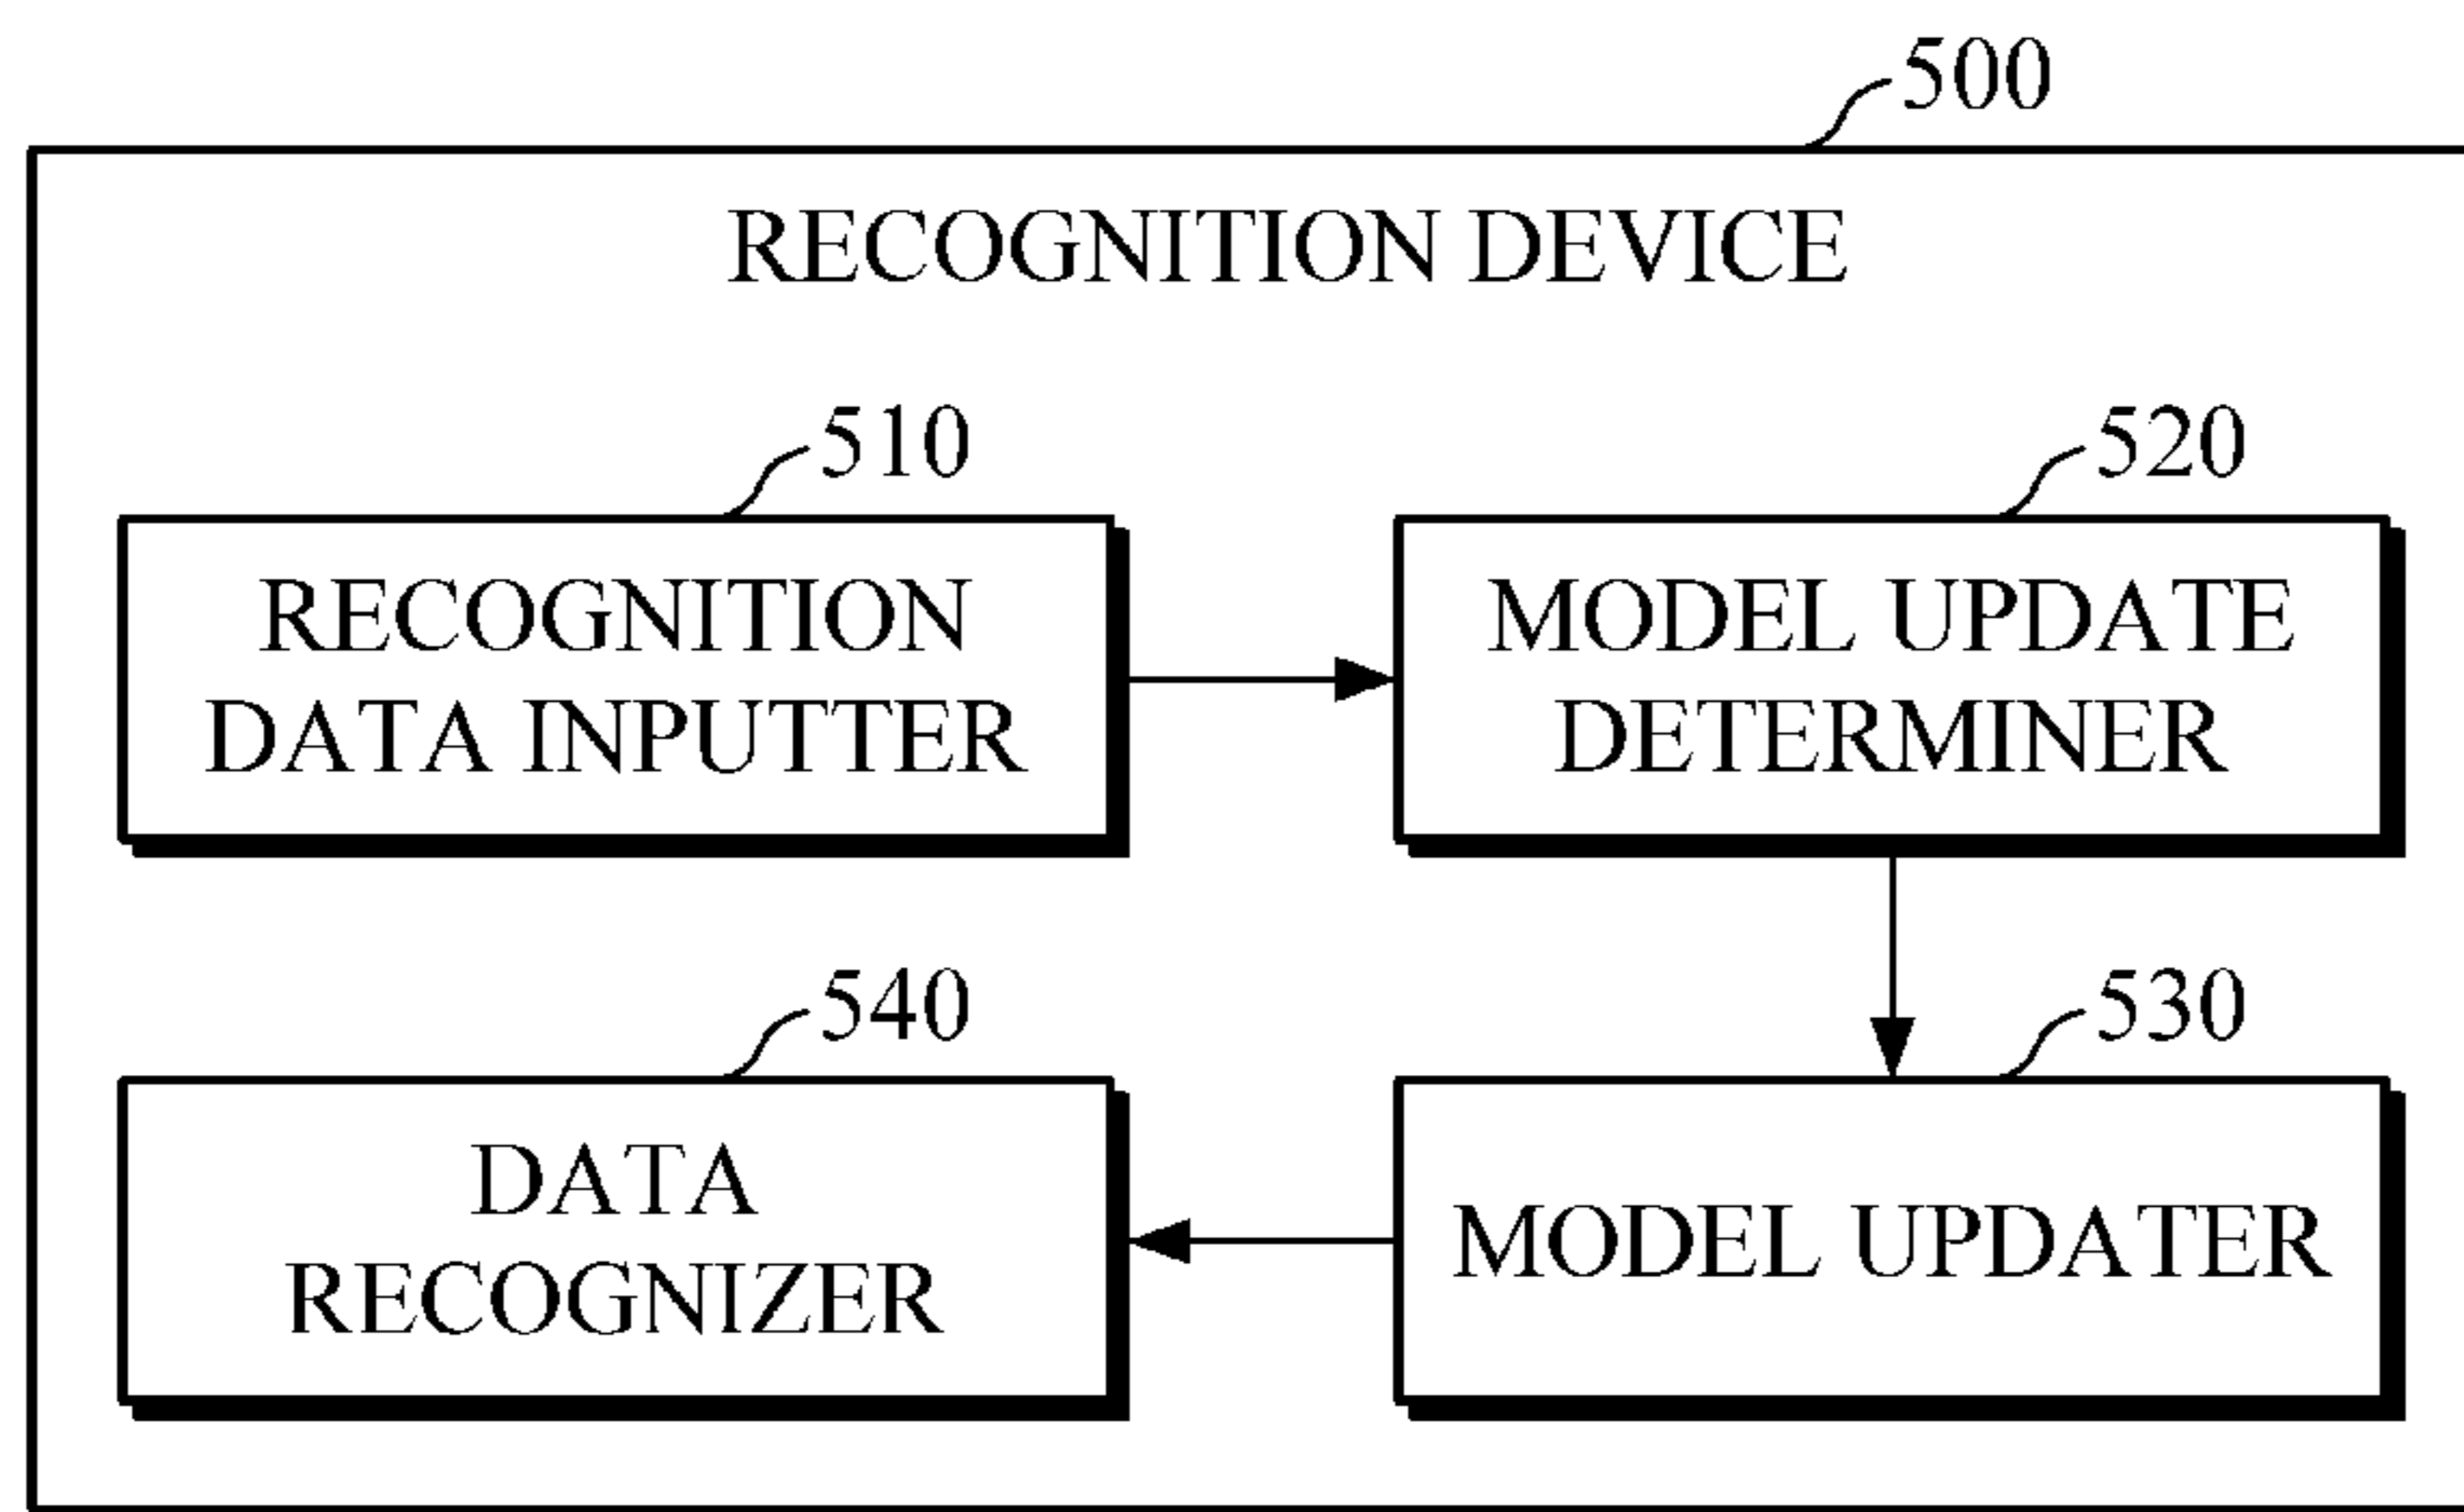 500
RECOGNITION DEVICE
510
RECOGNITION
DATA INPUTTER
520
MODEL UPDATE
DETERMINER
540
DATA
RECOGNIZER
530
MODEL UPDATER